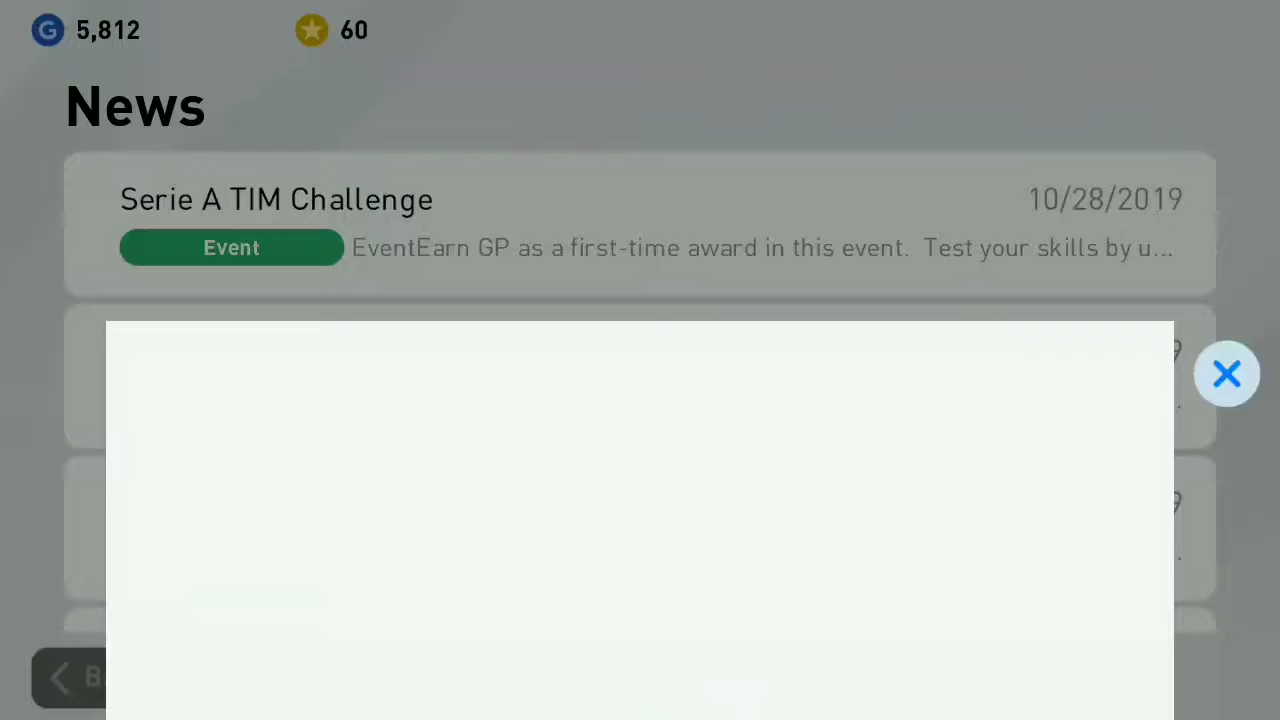 G 5,812 60
News
Serie A TIM Challenge 10/28/2019
Event EventEarn GP as a first-time award in this event. Test your skills by u...